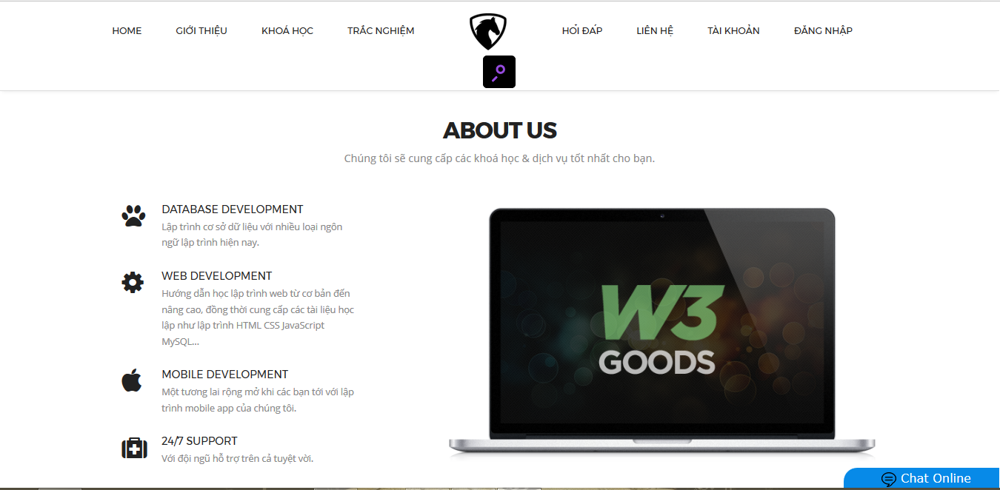 HOME GIỚI THIỆU KHOÁ HỌC TRẮC NGHIỆM HỎI ĐÁP LIÊN HỆ TÀI KHOẢN ĐĂNG NHẬP
ABOUT US
Chúng tôi sẽ cung cấp các khoá học & dịch vụ tốt nhất cho bạn.
DATABASE DEVELOPMENT
Lập trình cơ sở dữ liệu với nhiều loại ngôn
ngữ lập trình hiện nay.
WEB DEVELOPMENT
Hướng dẫn học lập trình web từ cơ bản đến
nâng cao, đồng thời cung cấp các tài liệu học
lập như lập trình HTML CSS JavaScript
MySQL...
MOBILE DEVELOPMENT
Một tương lai rộng mở khi các bạn tới với lập
trình mobile app của chúng tôi.
24/7 SUPPORT
Với đội ngũ hỗ trợ trên cả tuyệt vời.
W3
GOODS
Chat Online